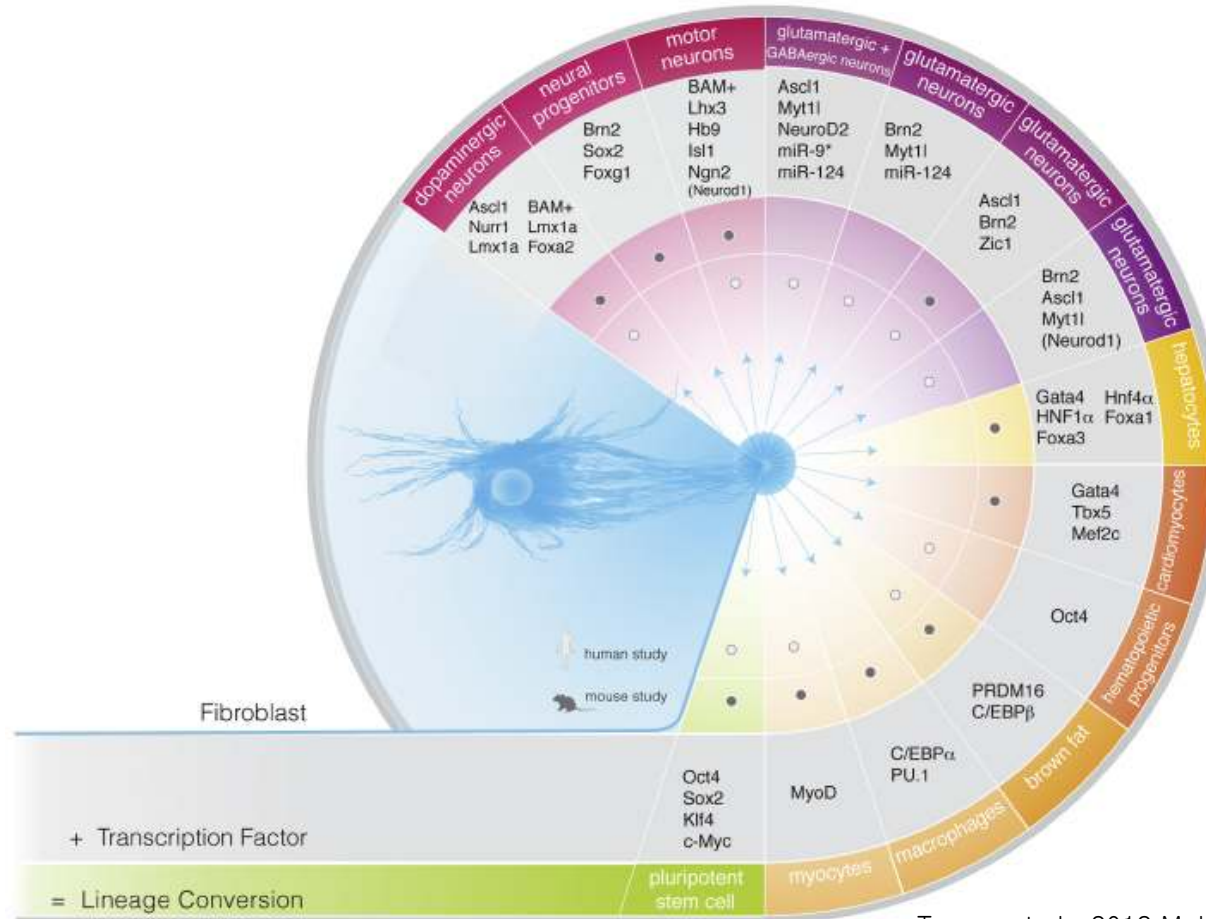 dopaminergic
neurons
neural
progenitors
motor
neurons
glutamatergic +
GABAergic neurons
glutamatergic
neurons
glutamatergic
neurons
glutamatergic
neurons
hepatocytes
cardiomyocytes
hematopoietic
progenitors
brown fat
macrophages
myocytes
pluripotent
stem cell
Ascl1 BAM+
Nurr1 Lmx1a
Lmx1a Foxa2
Brn2
Sox2
Foxg1
BAM+
Lhx3
Hb9
Isl1
Ngn2
(Neurod1)
Ascl1
Myt1l
NeuroD2
miR-9*
miR-124
Brn2
Myt1l
miR-124
Ascl1
Brn2
Zic1
Brn2
Ascl1
Myt1l
(Neurod1)
Gata4 Hnf4α
HNF1α Foxa1
Foxa3
Gata4
Tbx5
Mef2c
Oct4
PRDM16
C/EBPβ
C/EBPα
PU.1
MyoD
Oct4
Sox2
Klf4
c-Myc
human study
mouse study
Fibroblast
+ Transcription Factor
= Lineage Conversion